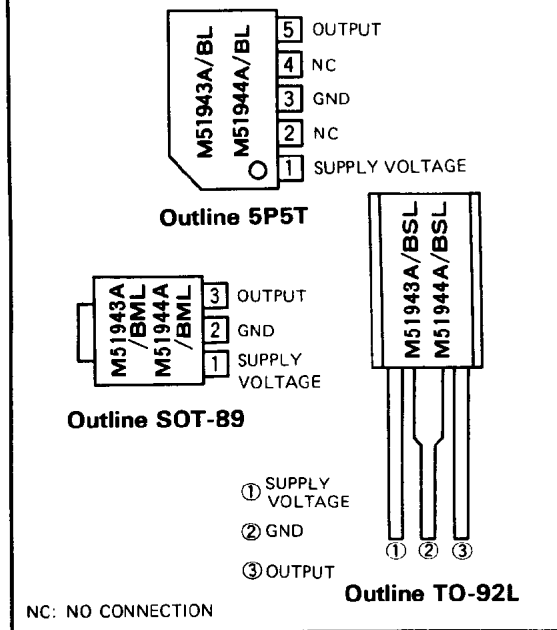 M51943A/BL
M51944A/BL
5 OUTPUT
4 NC
3 GND
2 NC
1 SUPPLY VOLTAGE
Outline 5P5T
M51943A
/BML
M51944A
/BML
3 OUTPUT
2 GND
1 SUPPLY
VOLTAGE
Outline SOT-89
M51943A/BSL
M51944A/BSL
① SUPPLY
VOLTAGE
② GND
③ OUTPUT
① ② ③
Outline TO-92L
NC: NO CONNECTION